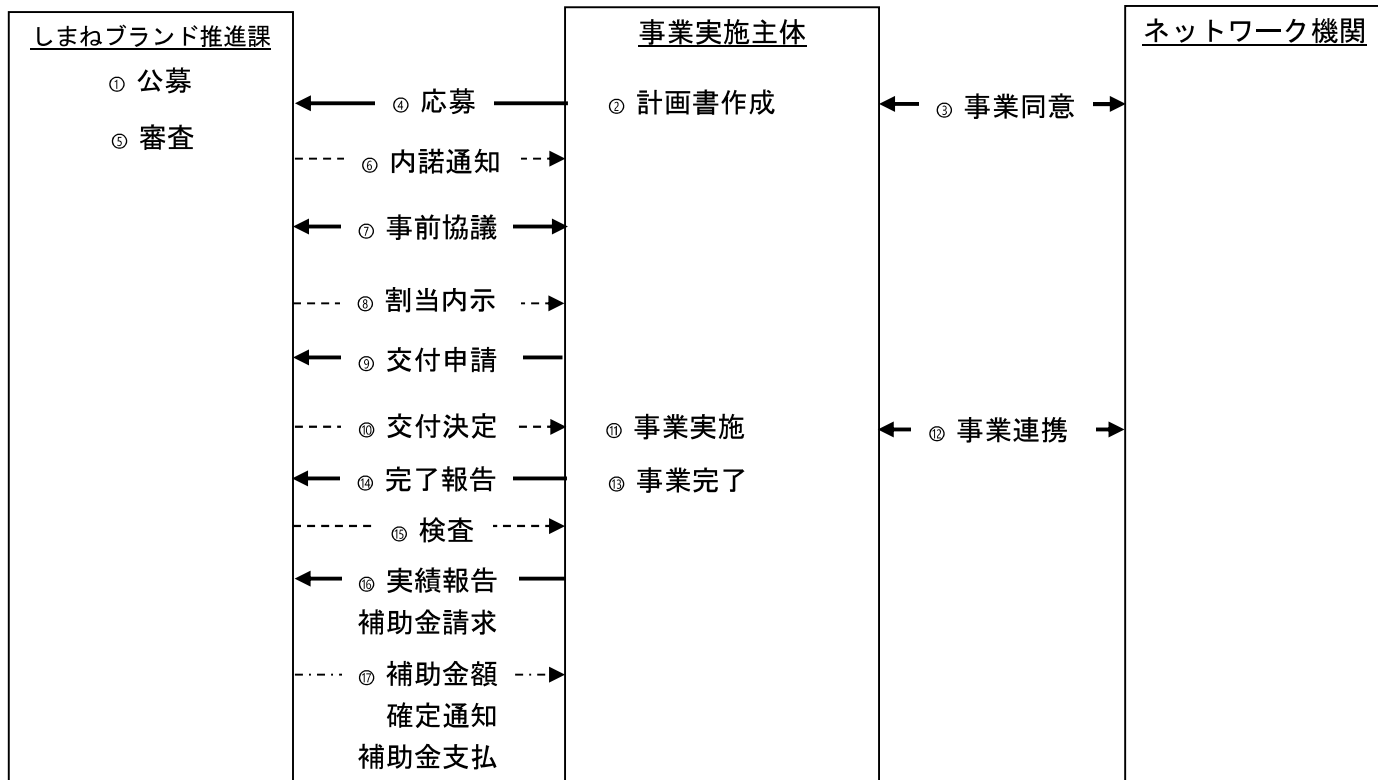 しまねブランド推進課
事業実施主体
ネットワーク機関
① 公募
④ 応募
② 計画書作成
③ 事業同意
⑤ 審査
⑥ 内諾通知
⑦ 事前協議
⑧ 割当内示
⑨ 交付申請
⑩ 交付決定
⑪ 事業実施
⑫ 事業連携
⑭ 完了報告
⑬ 事業完了
⑮ 検査
⑯ 実績報告
補助金請求
⑰ 補助金額
確定通知
補助金支払